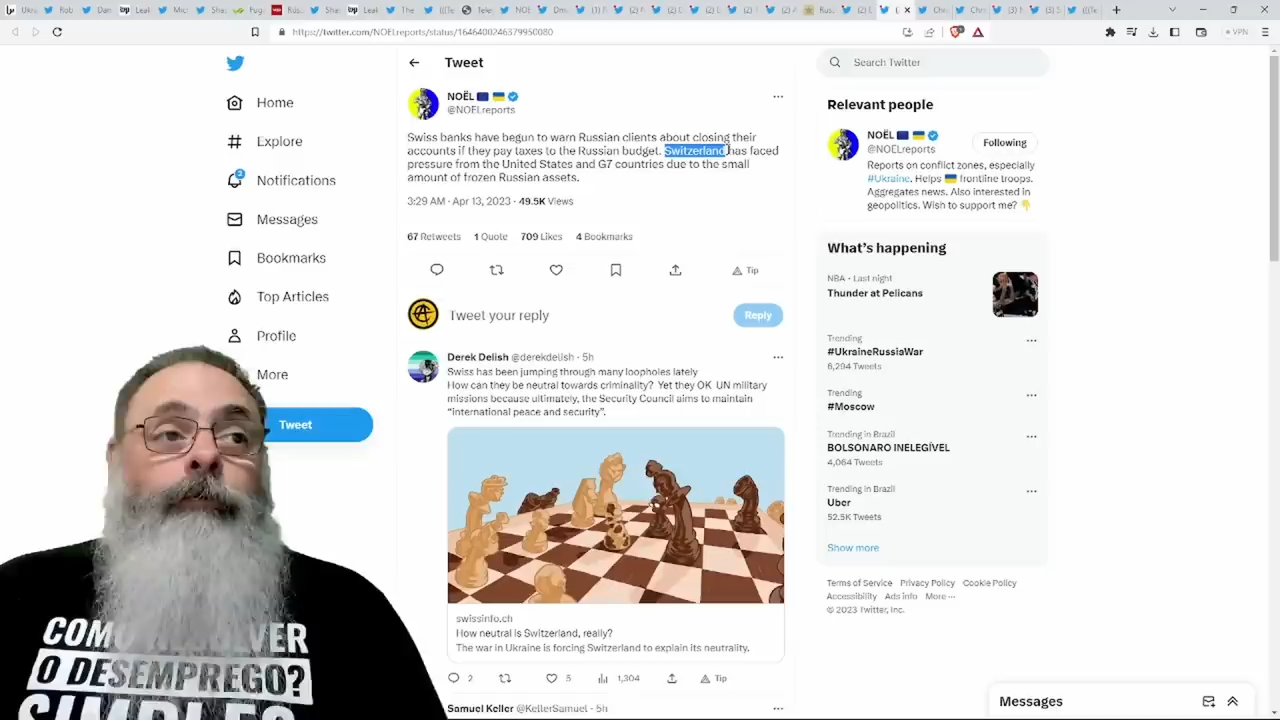 https://twitter.com/NOELreports/status/1646400246379950080
VPN
Home
Explore
2
Notifications
Messages
Bookmarks
Top Articles
Profile
More
Tweet
Tweet
NOËL
@NOELreports
Swiss banks have begun to warn Russian clients about closing their
accounts if they pay taxes to the Russian budget. Switzerland has faced
pressure from the United States and G7 countries due to the small
amount of frozen Russian assets.
3:29 AM · Apr 13, 2023 · 49.5K Views
67 Retweets 1 Quote 709 Likes 4 Bookmarks
Tip
Tweet your reply
Reply
Derek Delish @derekdelish · 5h
Swiss has been jumping through many loopholes lately
How can they be neutral towards criminality? Yet they OK UN military
missions because ultimately, the Security Council aims to maintain
“international peace and security”.
swissinfo.ch
How neutral is Switzerland, really?
The war in Ukraine is forcing Switzerland to explain its neutrality.
2 5 1,304 Tip
Samuel Keller @KellerSamuel · 5h
Search Twitter
Relevant people
NOËL
@NOELreports
Following
Reports on conflict zones, especially
#Ukraine. Helps frontline troops.
Aggregates news. Also interested in
geopolitics. Wish to support me?
What's happening
NBA · Last night
Thunder at Pelicans
Trending
#UkraineRussiaWar
6,294 Tweets
Trending
#Moscow
Trending in Brazil
BOLSONARO INELEGÍVEL
4,064 Tweets
Trending in Brazil
Uber
52.5K Tweets
Show more
Terms of Service Privacy Policy Cookie Policy
Accessibility Ads info More ···
© 2023 Twitter, Inc.
Messages
O DESEMPREGO?